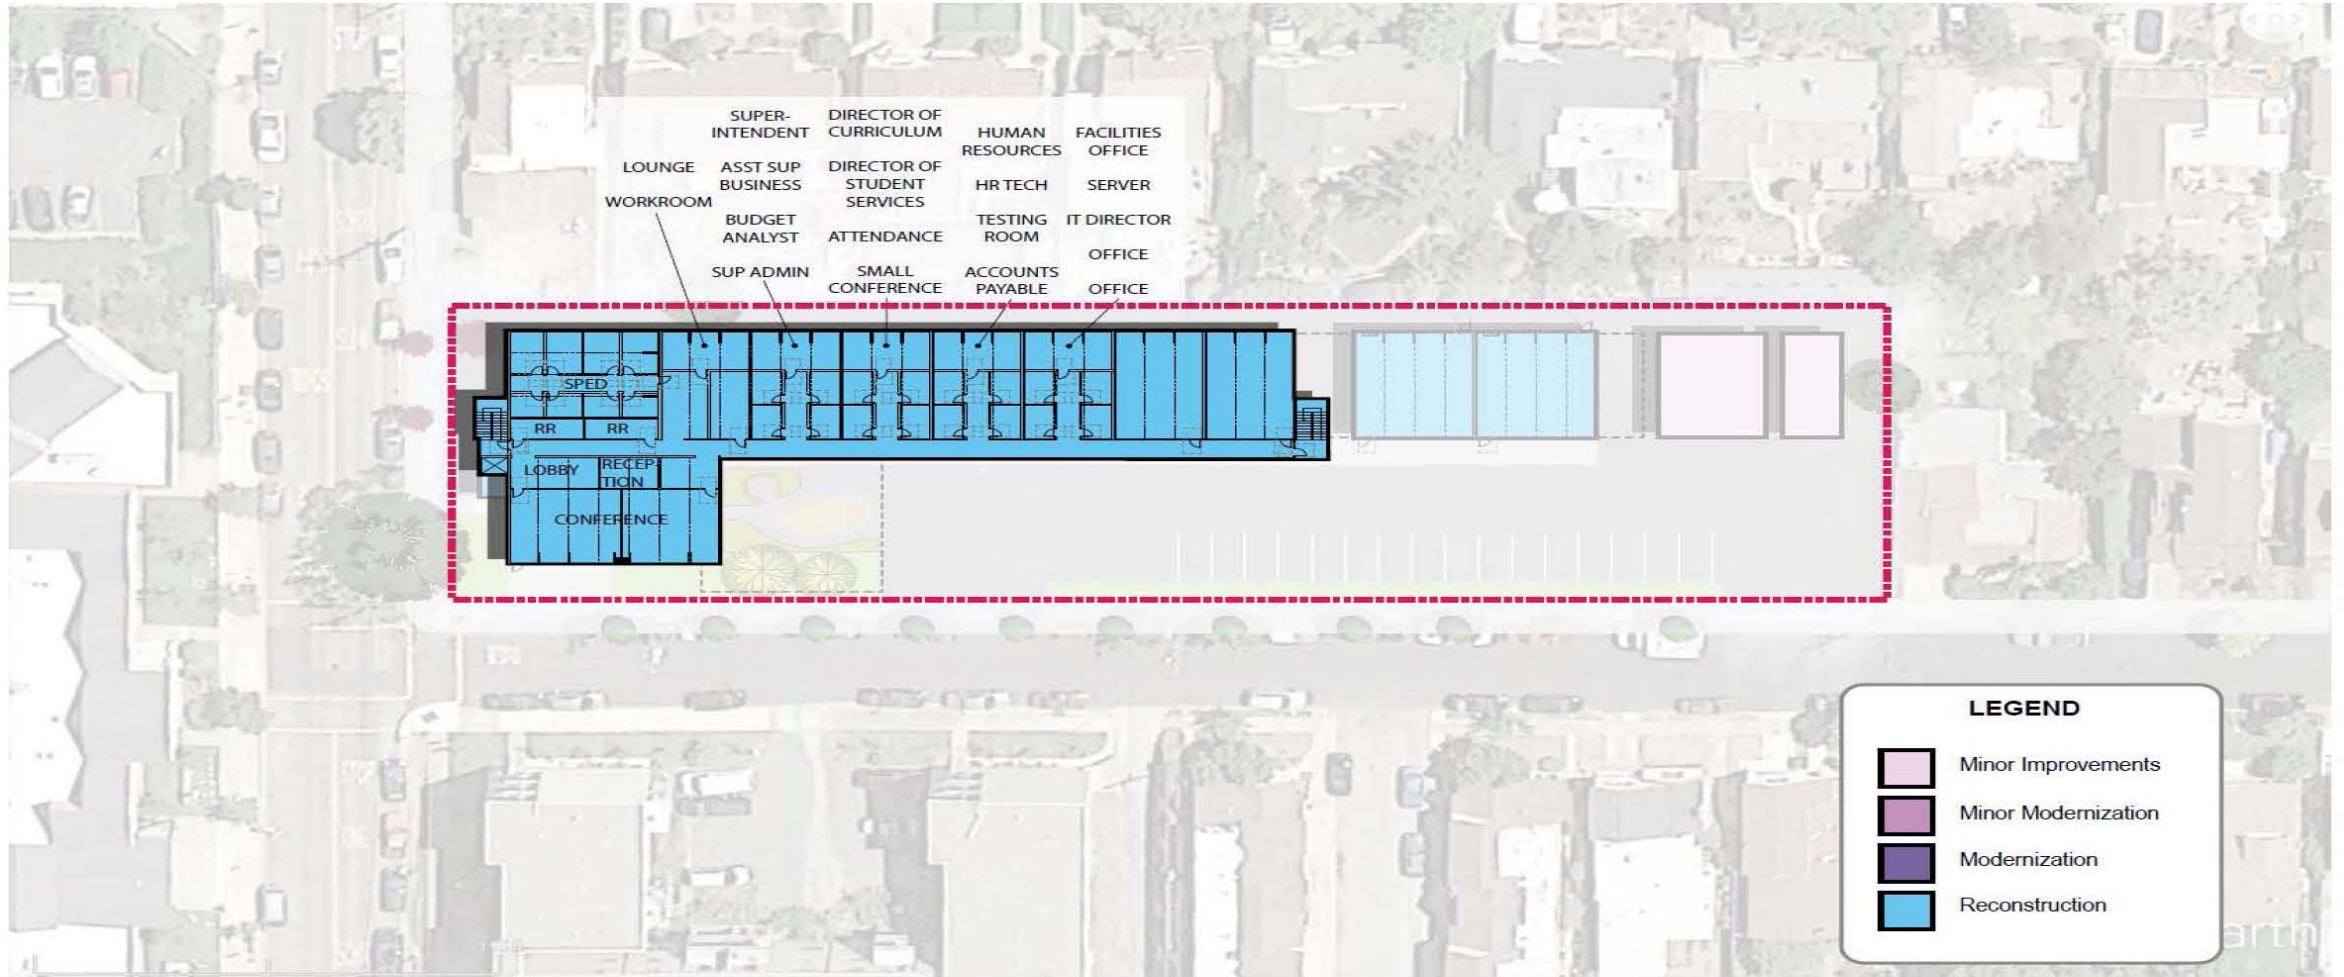 SUPER-
INTENDENT
DIRECTOR OF
CURRICULUM
HUMAN
RESOURCES
FACILITIES
OFFICE
LOUNGE
ASST SUP
BUSINESS
DIRECTOR OF
STUDENT
SERVICES
HR TECH
SERVER
WORKROOM
BUDGET
ANALYST
ATTENDANCE
TESTING
ROOM
IT DIRECTOR
OFFICE
SUP ADMIN
SMALL
CONFERENCE
ACCOUNTS
PAYABLE
OFFICE
SPED
RR
RR
LOBBY
RECEP-
TION
CONFERENCE
LEGEND
Minor Improvements
Minor Modernization
Modernization
Reconstruction
arth